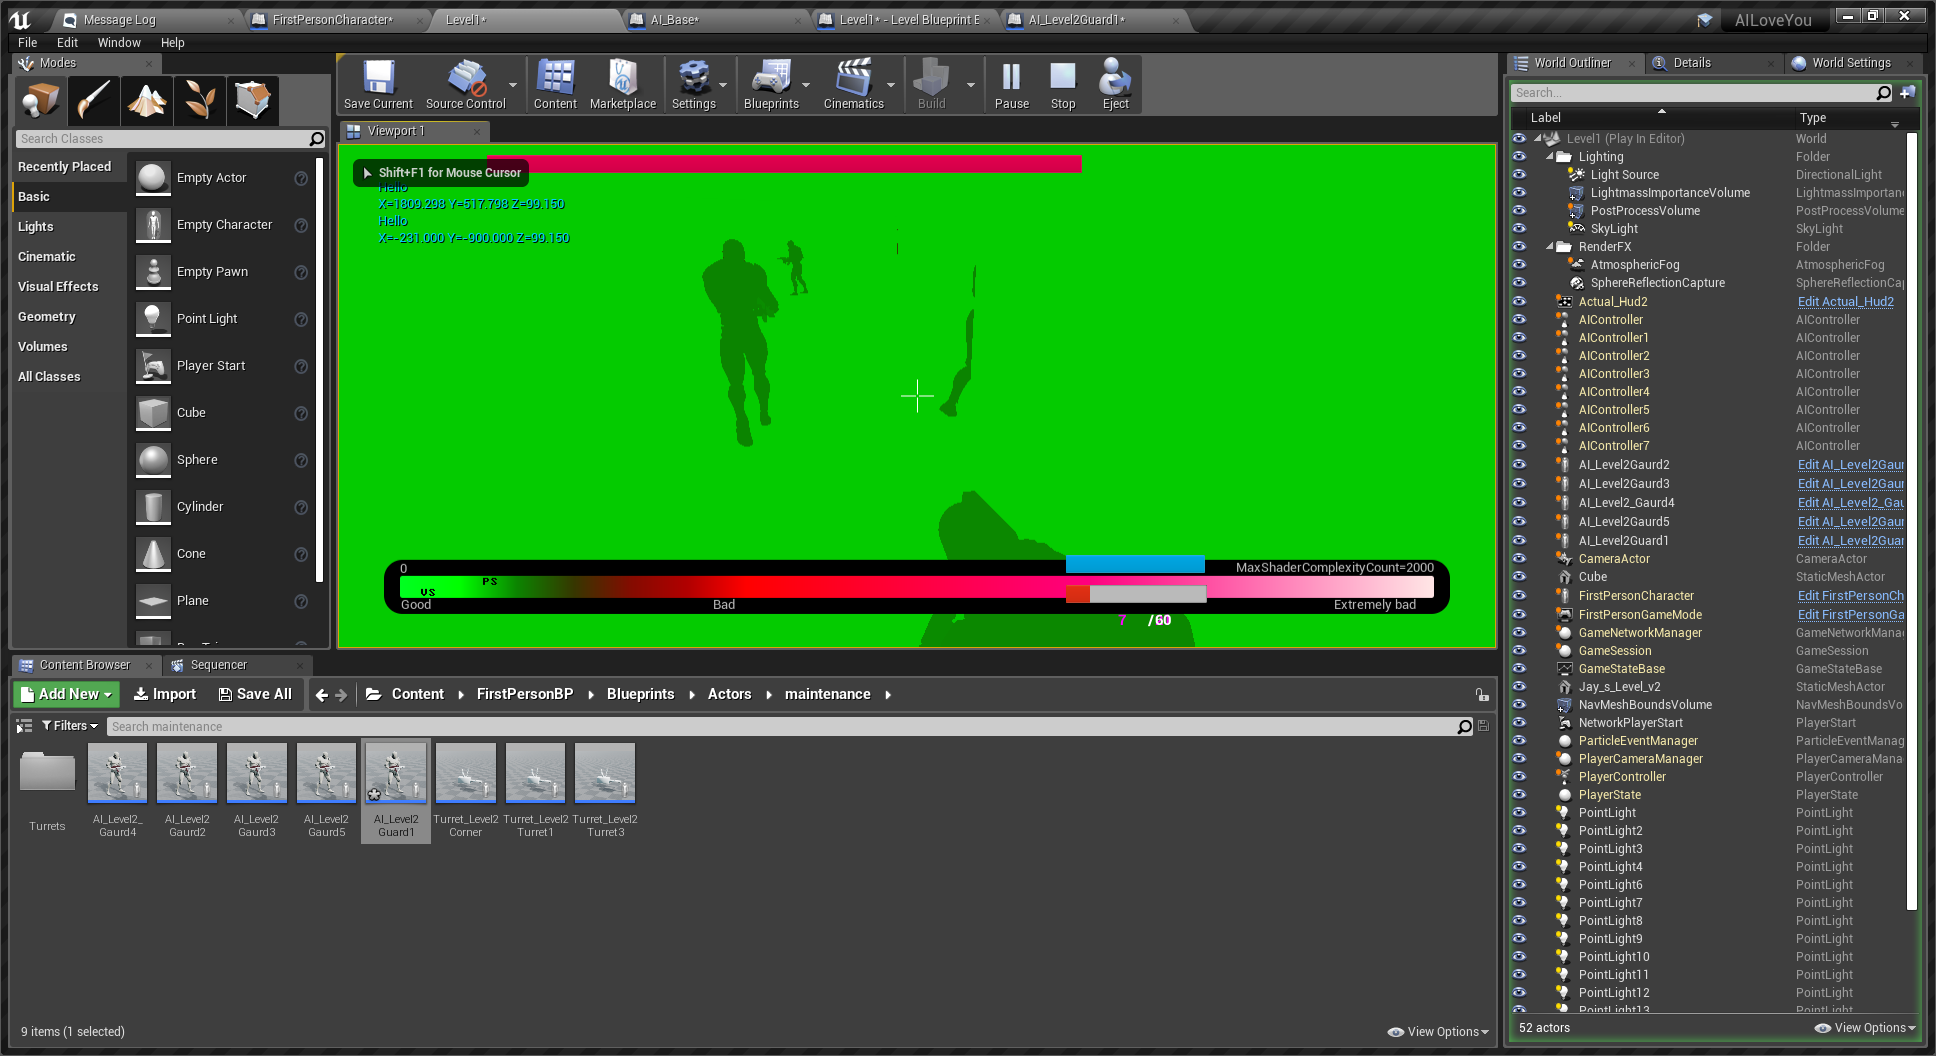 Message Log
FirstPersonCharacter*
Level1*
AI_Base*
Level1* - Level Blueprint E
AI_Level2Guard1*
AILoveYou
File Edit Window Help
Modes
Search Classes
Recently Placed
Basic
Lights
Cinematic
Visual Effects
Geometry
Volumes
All Classes
Empty Actor
Empty Character
Empty Pawn
Point Light
Player Start
Cube
Sphere
Cylinder
Cone
Plane
Save Current
Source Control
Content
Marketplace
Settings
Blueprints
Cinematics
Build
Pause
Stop
Eject
Viewport 1
Shift+F1 for Mouse Cursor
Hello
X=1809.298 Y=517.798 Z=99.150
Hello
X=-231.000 Y=-900.000 Z=99.150
0
MaxShaderComplexityCount=2000
PS
VS
Good
Bad
Extremely bad
7 /60
Content Browser
Sequencer
Add New
Import
Save All
Content
FirstPersonBP
Blueprints
Actors
maintenance
Filters
Search maintenance
Turrets
AI_Level2_
Gaurd4
AI_Level2
Gaurd2
AI_Level2
Gaurd3
AI_Level2
Gaurd5
AI_Level2
Guard1
Turret_Level2
Corner
Turret_Level2
Turret1
Turret_Level2
Turret3
9 items (1 selected)
View Options
World Outliner
Details
World Settings
Search...
Label Type
Level1 (Play In Editor) World
Lighting Folder
Light Source DirectionalLight
LightmassImportanceVolume LightmassImportan
PostProcessVolume PostProcessVolume
SkyLight SkyLight
RenderFX Folder
AtmosphericFog AtmosphericFog
SphereReflectionCapture SphereReflectionCa
Actual_Hud2 Edit Actual_Hud2
AIController AIController
AIController1 AIController
AIController2 AIController
AIController3 AIController
AIController4 AIController
AIController5 AIController
AIController6 AIController
AIController7 AIController
AI_Level2Gaurd2 Edit AI_Level2Gaur
AI_Level2Gaurd3 Edit AI_Level2Gaur
AI_Level2_Gaurd4 Edit AI_Level2_Gau
AI_Level2Gaurd5 Edit AI_Level2Gaur
AI_Level2Guard1 Edit AI_Level2Guar
CameraActor CameraActor
Cube StaticMeshActor
FirstPersonCharacter Edit FirstPersonCh
FirstPersonGameMode Edit FirstPersonGa
GameNetworkManager GameNetworkMana
GameSession GameSession
GameStateBase GameStateBase
Jay_s_Level_v2 StaticMeshActor
NavMeshBoundsVolume NavMeshBoundsVo
NetworkPlayerStart PlayerStart
ParticleEventManager ParticleEventManag
PlayerCameraManager PlayerCameraMana
PlayerController PlayerController
PlayerState PlayerState
PointLight PointLight
PointLight2 PointLight
PointLight3 PointLight
PointLight4 PointLight
PointLight6 PointLight
PointLight7 PointLight
PointLight8 PointLight
PointLight9 PointLight
PointLight10 PointLight
PointLight11 PointLight
PointLight12 PointLight
PointLight13 PointLight
52 actors
View Options